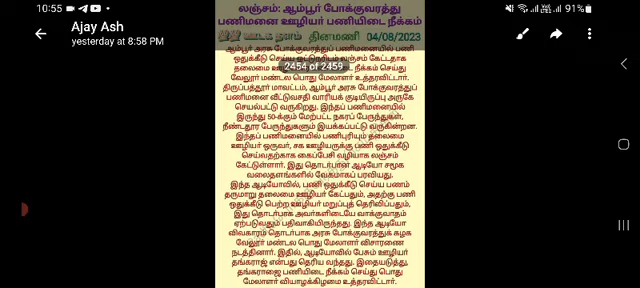 10:55
91%
Ajay Ash
yesterday at 8:58 PM
லஞ்சம்: ஆம்பூர் போக்குவரத்து
பணிமனை ஊழியர் பணியிடை நீக்கம்
தினமணி 04/08/2023
ஆம்பூர் அரசு போக்குவரத்துப் பணிமனையில் பணி
ஒதுக்கீடு செய்ய ஓட்டுநரிடம் லஞ்சம் கேட்டதாக
தலைமை நீக்கம் செய்து
2454 of 2459
வேலூர் மண்டல பொது மேலாளர் உத்தரவிட்டார்.
திருப்பத்தூர் மாவட்டம், ஆம்பூர் அரசு போக்குவரத்துப்
பணிமனை வீட்டுவசதி வாரியக் குடியிருப்பு அருகே
செயல்பட்டு வருகிறது. இந்தப் பணிமனையில்
இருந்து 50-க்கும் மேற்பட்ட நகரப் பேருந்துகள்,
நீண்டதூர பேருந்துகளும் இயக்கப்பட்டு வருகின்றன.
இந்தப் பணிமனையில் பணிபுரியும் தலைமை
ஊழியர் ஒருவர், சக ஊழியருக்கு பணி ஒதுக்கீடு
செய்வதற்காக கைப்பேசி வழியாக லஞ்சம்
கேட்டுள்ளார். இது தொடர்பான ஆடியோ சமூக
வலைதளங்களில் வேகமாகப் பரவியது.
இந்த ஆடியோவில், பணி ஒதுக்கீடு செய்ய பணம்
தருமாறு தலைமை ஊழியர் கேட்பதும், அதற்கு பணி
ஒதுக்கீடு பெற்ற ஊழியர் மறுப்புத் தெரிவிப்பதும்,
இது தொடர்பாக அவர்களிடையே வாக்குவாதம்
ஏற்படுவதும் பதிவாகியிருந்தது. இந்த ஆடியோ
விவகாரம் தொடர்பாக அரசு போக்குவரத்துக் கழக
வேலூர் மண்டல பொது மேலாளர் விசாரணை
நடத்தினார். இதில், ஆடியோவில் பேசும் ஊழியர்
தங்கராஜ் என்பது தெரிய வந்தது. இதையடுத்து,
தங்கராஜை பணியிடை நீக்கம் செய்து பொது
மேலாளர் வியாழக்கிழமை உத்தரவிட்டார்.